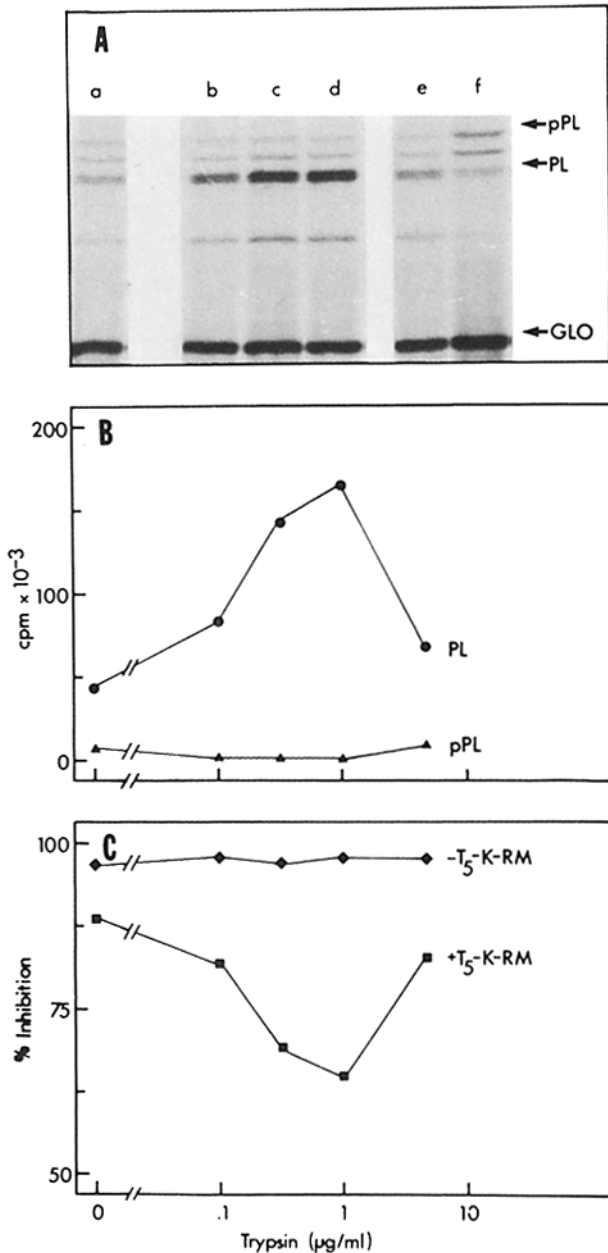 A
a b c d e f
pPL
PL
GLO
B
200
100
0
cpm × 10⁻³
PL
pPL
C
100
75
50
% Inhibition
-T₅-K-RM
+T₅-K-RM
0 .1 1 10
Trypsin (µg/ml)